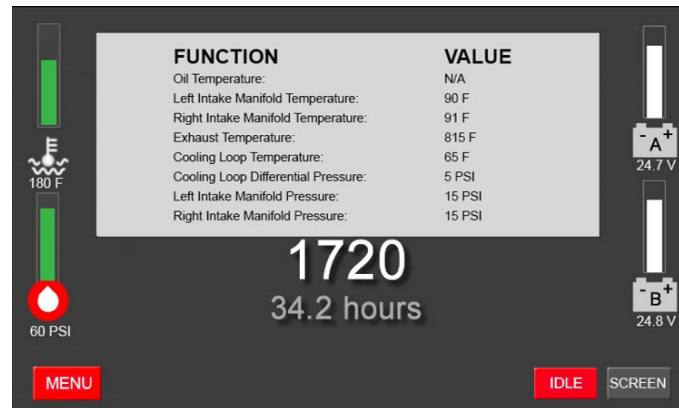 FUNCTION VALUE
Oil Temperature: N/A
Left Intake Manifold Temperature: 90 F
Right Intake Manifold Temperature: 91 F
Exhaust Temperature: 815 F
Cooling Loop Temperature: 65 F
Cooling Loop Differential Pressure: 5 PSI
Left Intake Manifold Pressure: 15 PSI
Right Intake Manifold Pressure: 15 PSI
180 F
- A +
24.7 V
1720
34.2 hours
60 PSI
- B +
24.8 V
MENU
IDLE
SCREEN